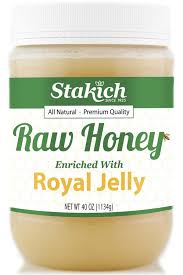 Stakich
SINCE 1925
All Natural - Premium Quality
Raw Honey
Enriched With
Royal Jelly
NET WT 40 OZ (1134g)